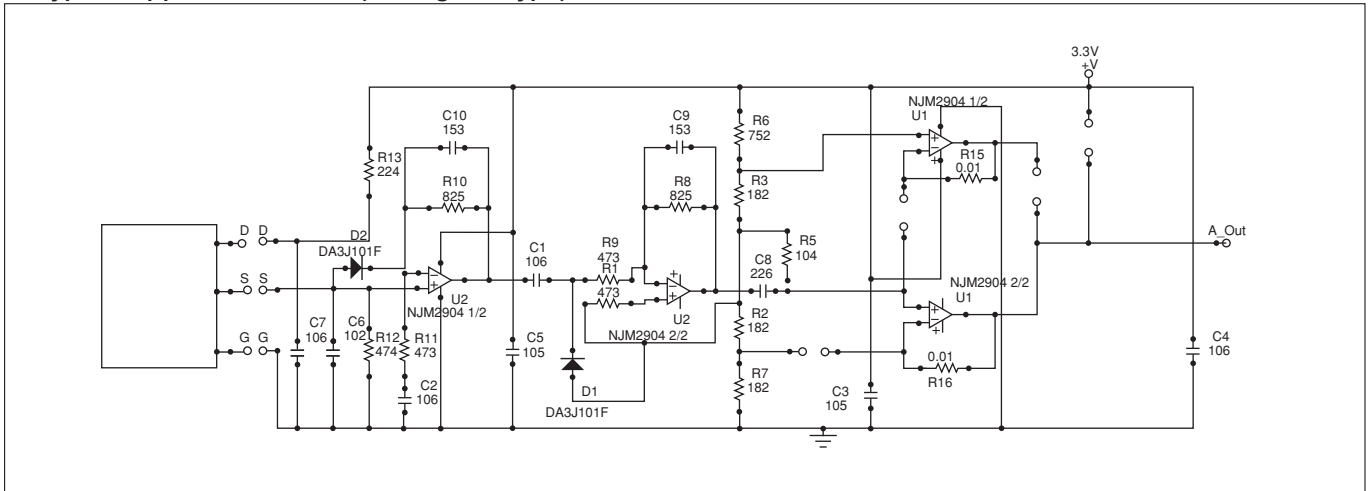 3.3V
+V
C10
153
C9
153
R6
752
NJM2904 1/2
U1
R13
224
R15
0.01
R10
825
R8
825
R3
182
D D
D2
DA3J101F
A_Out
R5
104
C1
106
R9
473
R1
473
C8
226
S S
U2
NJM2904 1/2
U2
NJM2904 2/2
NJM2904 2/2
U1
R2
182
G G
C7
106
C6
102
R12
474
R11
473
C5
105
C4
106
0.01
R16
C2
106
D1
DA3J101F
R7
182
C3
105